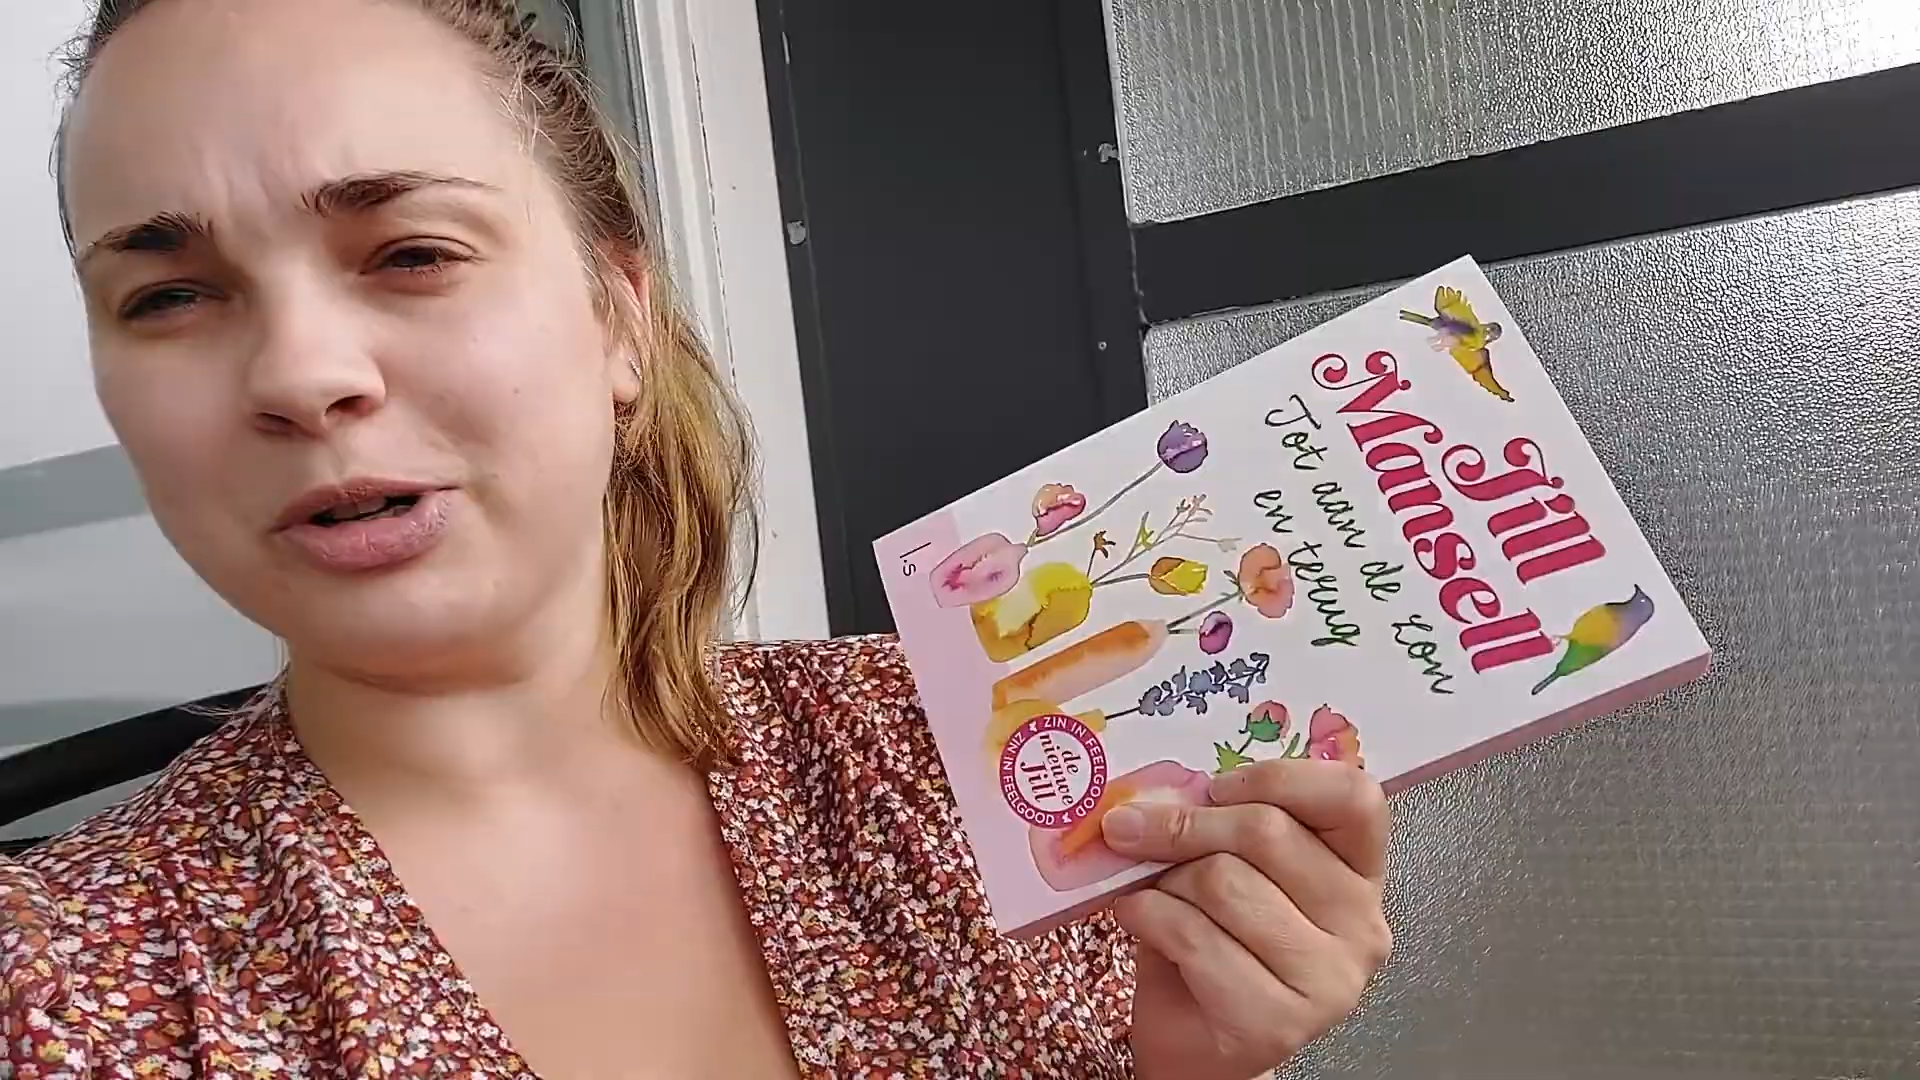 Jill
Mansell
Tot aan de zon
en terug
ZIN IN FEELGOOD
ZIN IN FEELGOOD
de
nieuwe
Jill
l.s